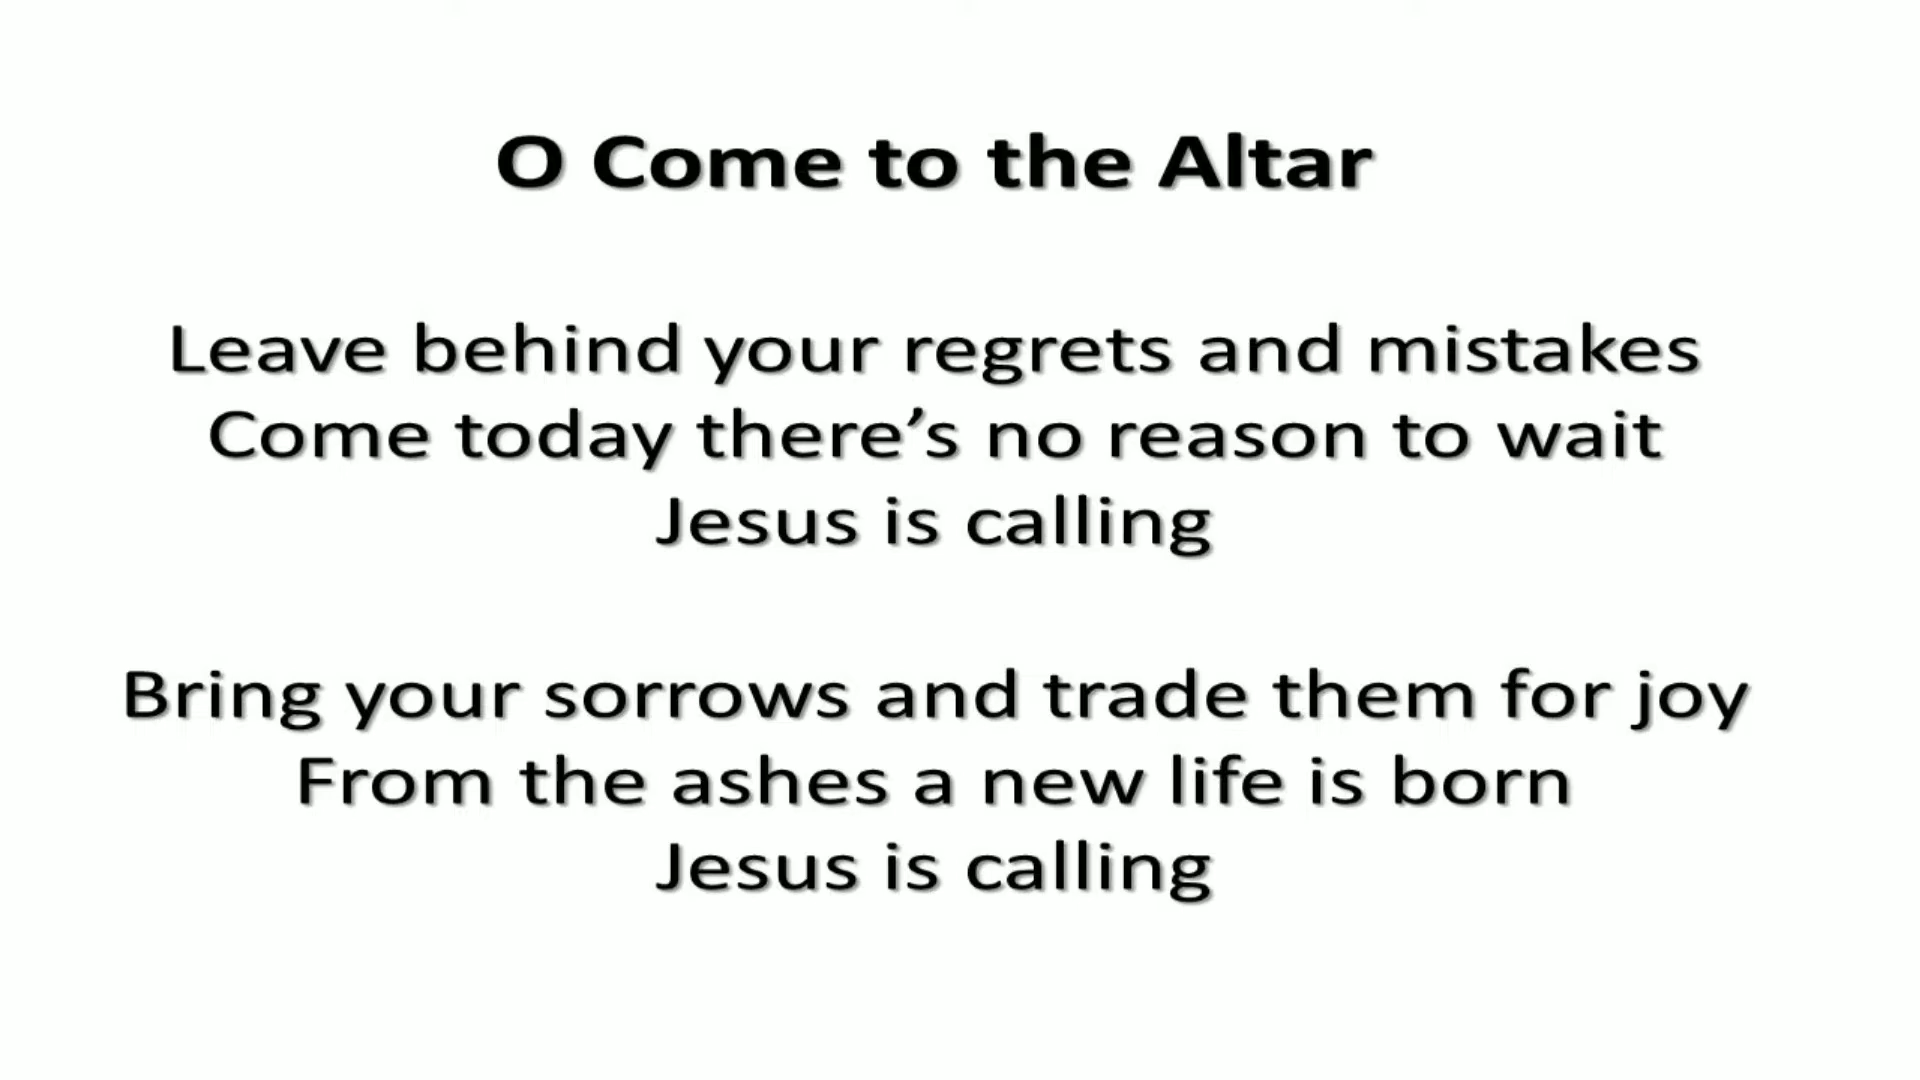 O Come to the Altar
Leave behind your regrets and mistakes
Come today there’s no reason to wait
Jesus is calling
Bring your sorrows and trade them for joy
From the ashes a new life is born
Jesus is calling